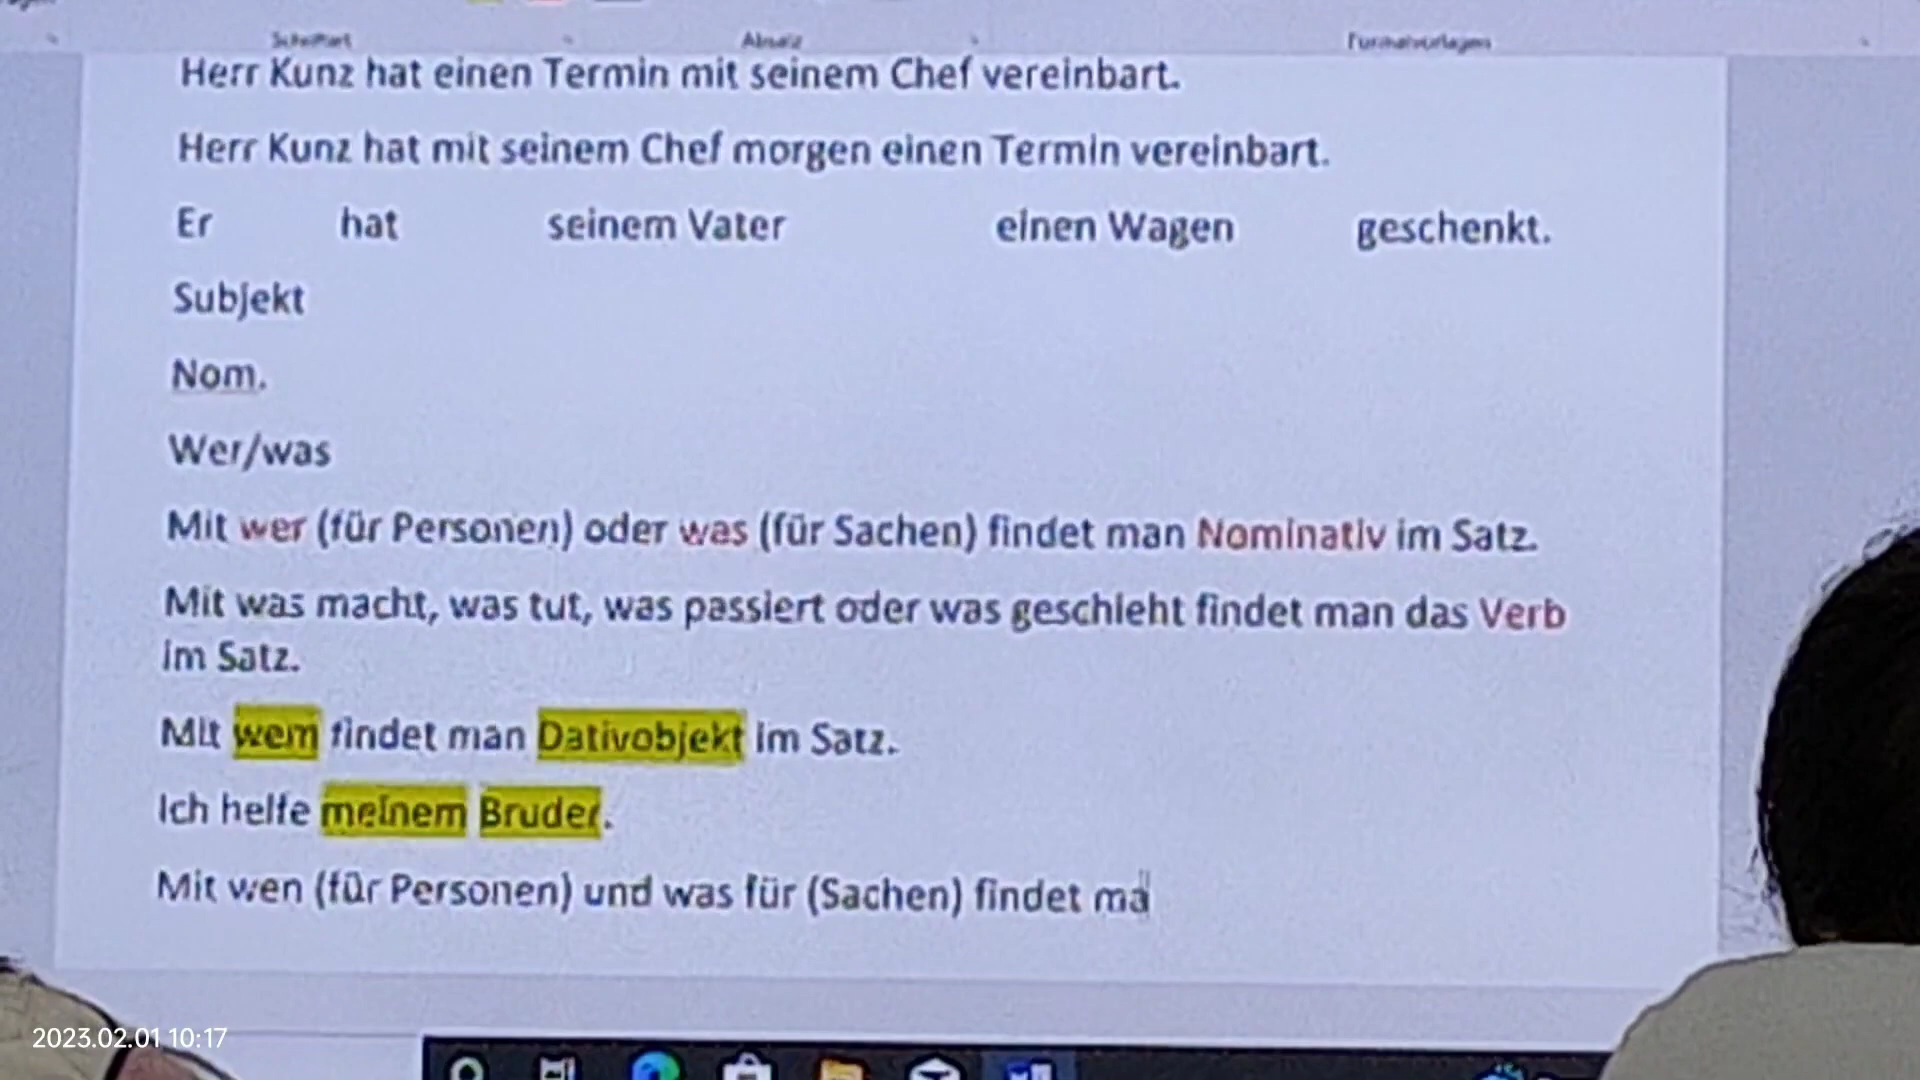 Schriftart Absatz Formatvorlagen
Herr Kunz hat einen Termin mit seinem Chef vereinbart.
Herr Kunz hat mit seinem Chef morgen einen Termin vereinbart.
Er hat seinem Vater einen Wagen geschenkt.
Subjekt
Nom.
Wer/was
Mit wer (für Personen) oder was (für Sachen) findet man Nominativ im Satz.
Mit was macht, was tut, was passiert oder was geschieht findet man das Verb
im Satz.
Mit wem findet man Dativobjekt im Satz.
Ich helfe meinem Bruder.
Mit wen (für Personen) und was für (Sachen) findet ma
2023.02.01 10:17